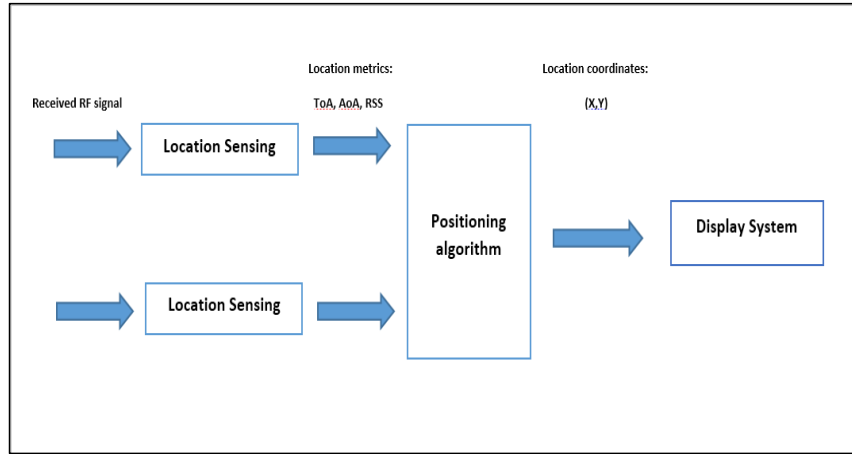 Location metrics:
Location coordinates:
Received RF signal
ToA, AoA, RSS
(X,Y)
Location Sensing
Positioning
algorithm
Display System
Location Sensing